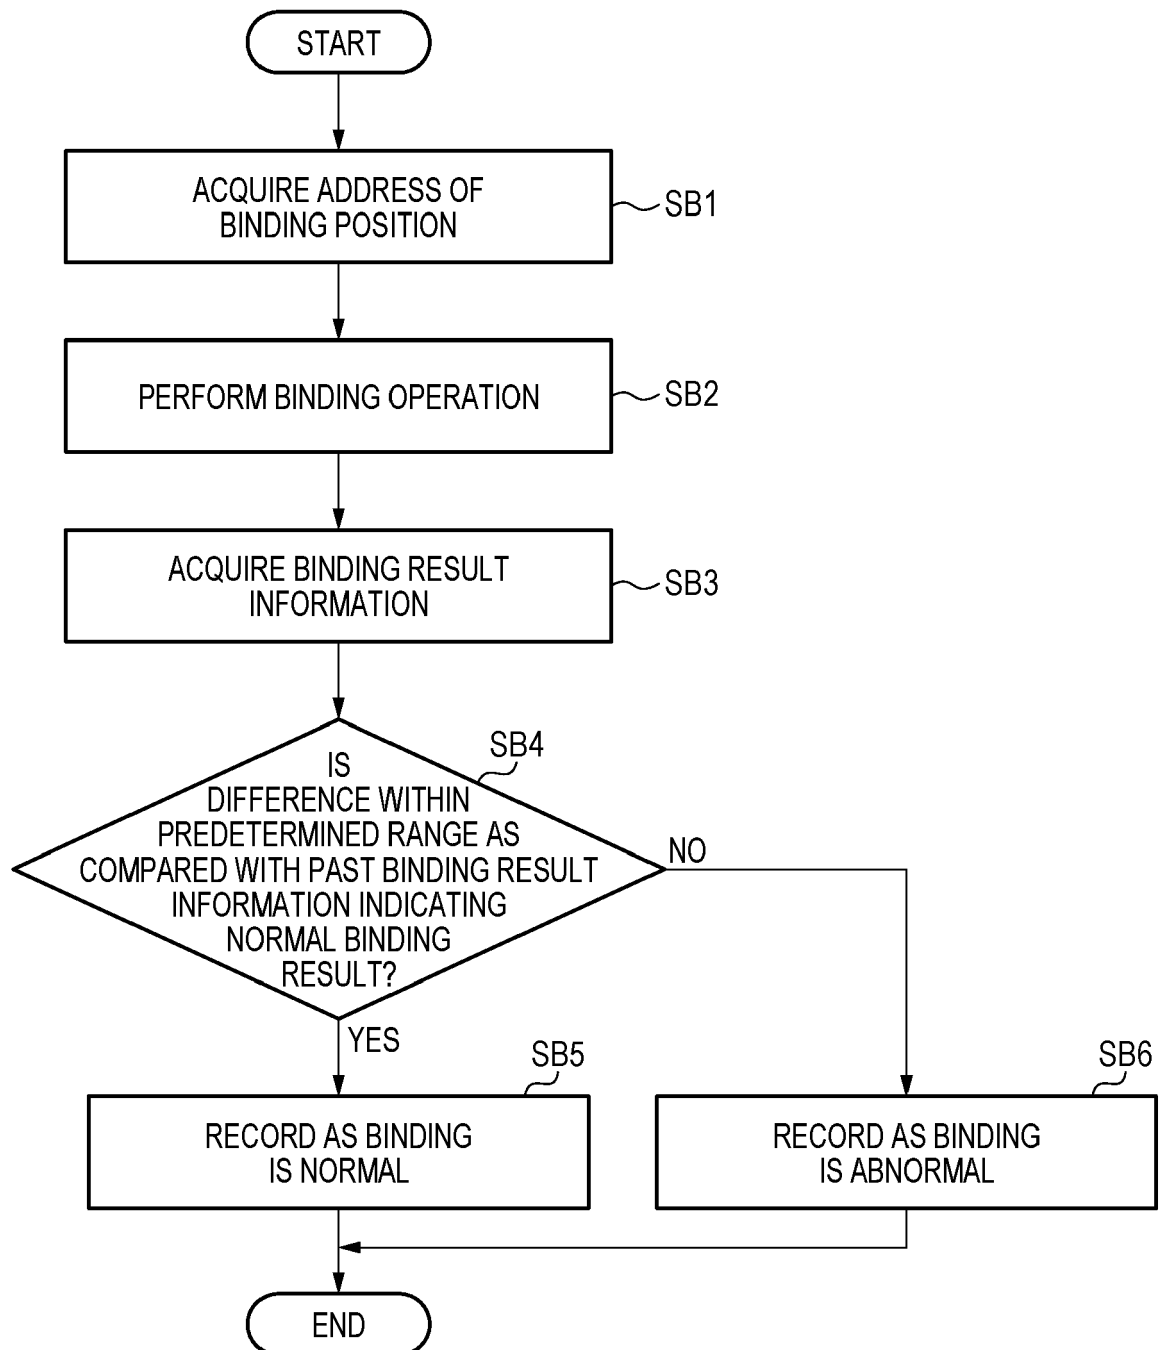 START
ACQUIRE ADDRESS OF
BINDING POSITION
SB1
PERFORM BINDING OPERATION
SB2
ACQUIRE BINDING RESULT
INFORMATION
SB3
SB4
IS
DIFFERENCE WITHIN
PREDETERMINED RANGE AS
COMPARED WITH PAST BINDING RESULT
INFORMATION INDICATING
NORMAL BINDING
RESULT?
NO
YES
SB5
RECORD AS BINDING
IS NORMAL
SB6
RECORD AS BINDING
IS ABNORMAL
END